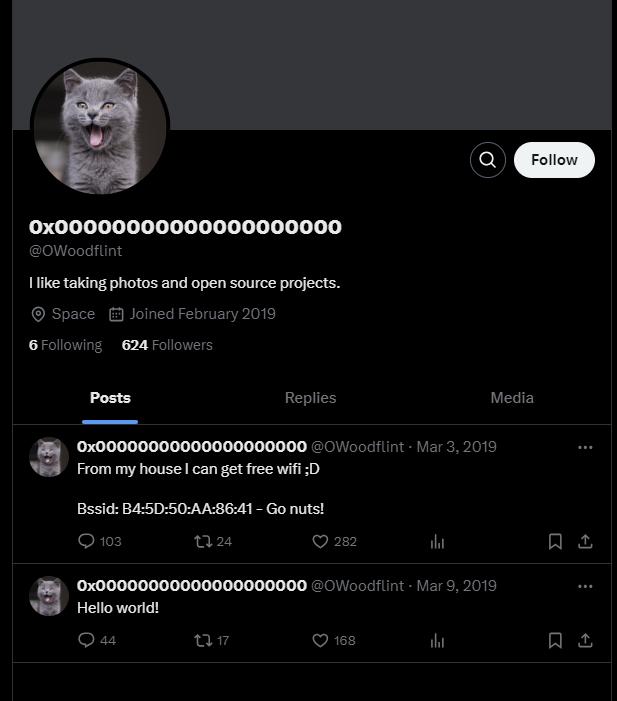 Follow
0x00000000000000000000
@OWoodflint
I like taking photos and open source projects.
Space Joined February 2019
6 Following 624 Followers
Posts Replies Media
0x00000000000000000000 @OWoodflint · Mar 3, 2019
From my house I can get free wifi ;D
Bssid: B4:5D:50:AA:86:41 - Go nuts!
103 24 282
0x00000000000000000000 @OWoodflint · Mar 9, 2019
Hello world!
44 17 168